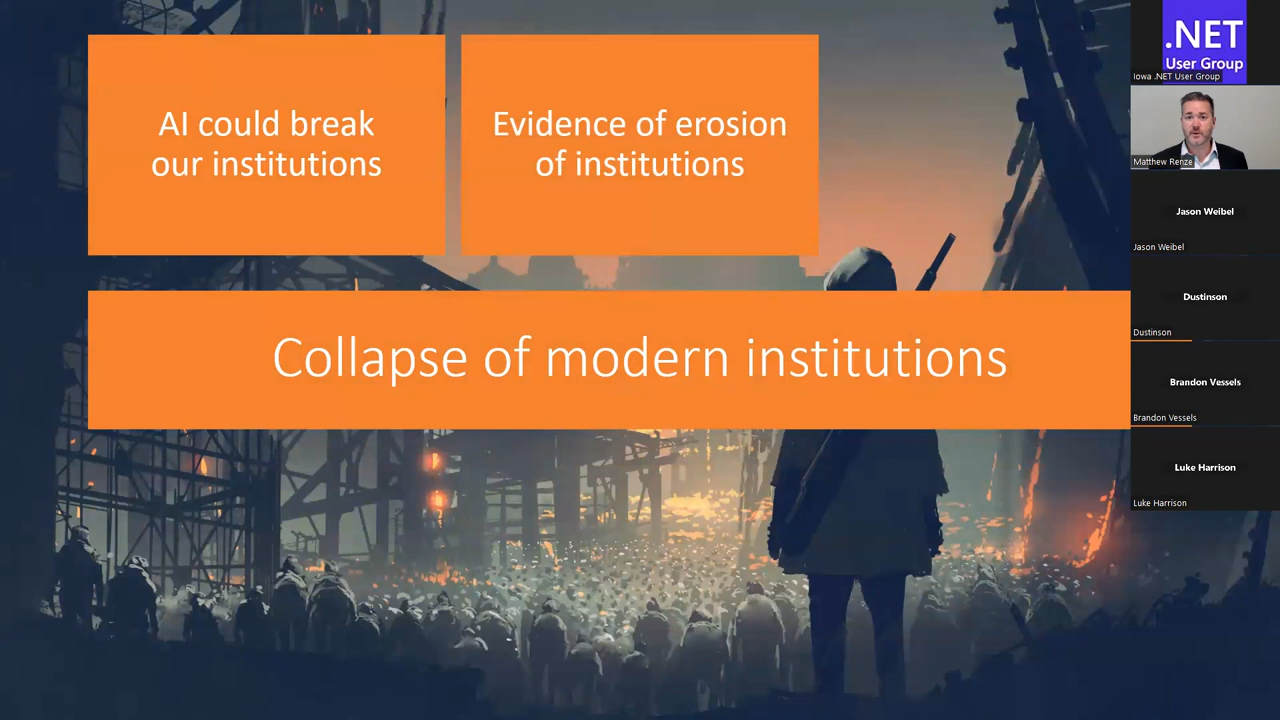 AI could break
our institutions
Evidence of erosion
of institutions
Collapse of modern institutions
.NET
User Group
Iowa .NET User Group
Matthew Renze
Jason Weibel
Jason Weibel
Dustinson
Dustinson
Brandon Vessels
Brandon Vessels
Luke Harrison
Luke Harrison